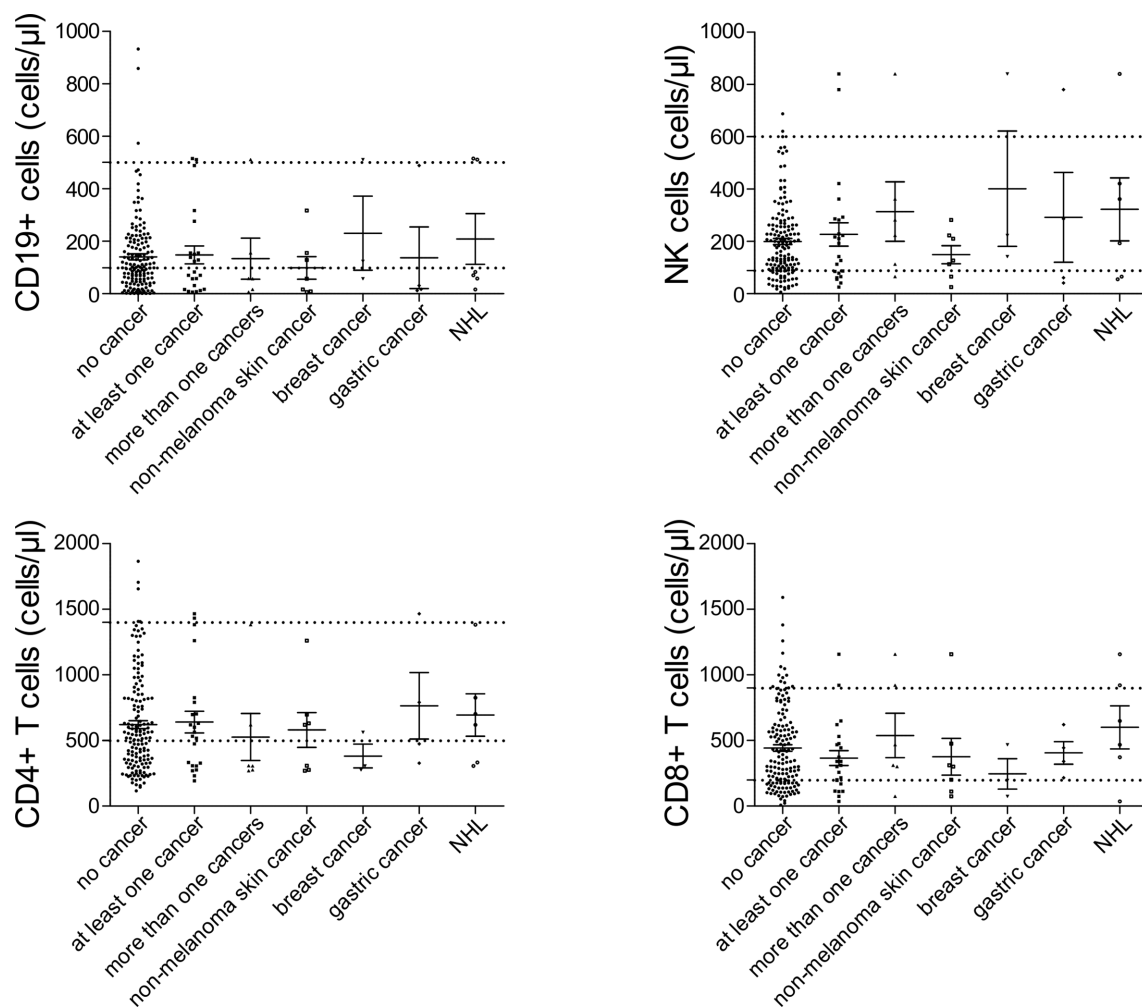 CD19+ cells (cells/µl)
1000
800
600
400
200
0
no cancer
at least one cancer
more than one cancers
non-melanoma skin cancer
breast cancer
gastric cancer
NHL
NK cells (cells/µl)
1000
800
600
400
200
0
no cancer
at least one cancer
more than one cancers
non-melanoma skin cancer
breast cancer
gastric cancer
NHL
CD4+ T cells (cells/µl)
2000
1500
1000
500
0
no cancer
at least one cancer
more than one cancers
non-melanoma skin cancer
breast cancer
gastric cancer
NHL
CD8+ T cells (cells/µl)
2000
1500
1000
500
0
no cancer
at least one cancer
more than one cancers
non-melanoma skin cancer
breast cancer
gastric cancer
NHL